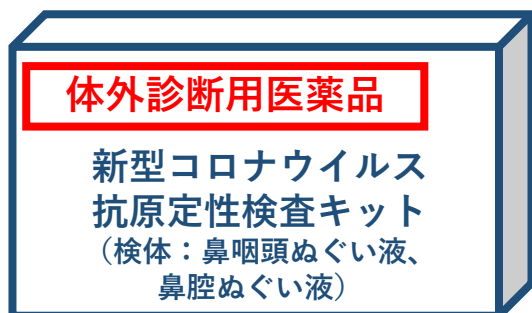 体外診断用医薬品
新型コロナウイルス
抗原定性検査キット
（検体：鼻咽頭ぬぐい液、
鼻腔ぬぐい液）